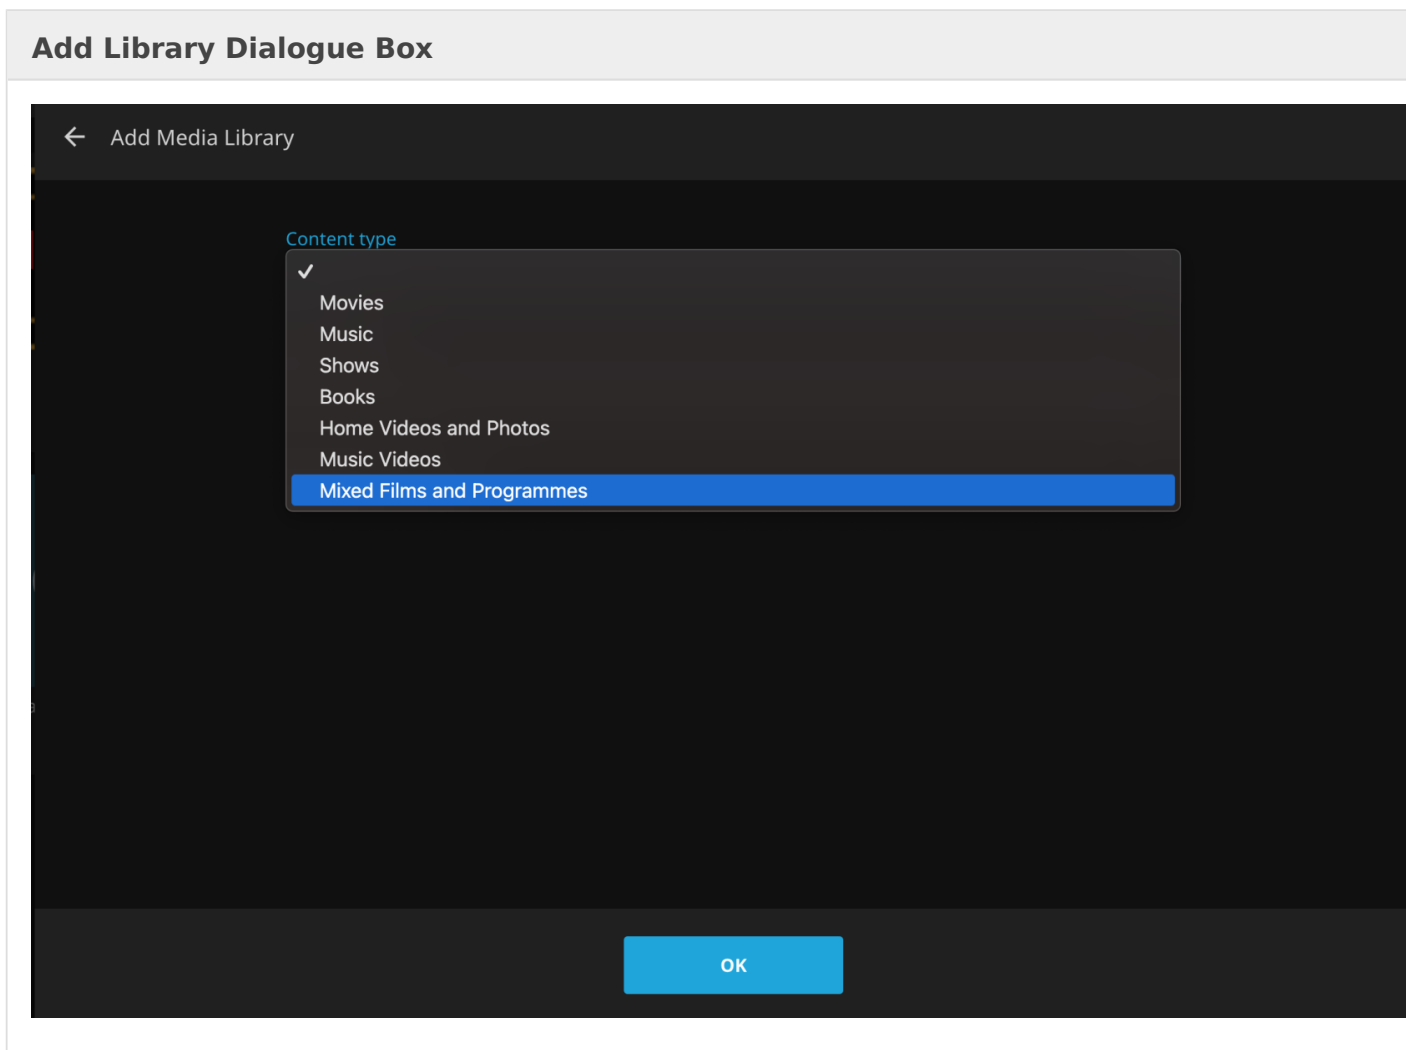 Add Library Dialogue Box
Add Media Library
Content type
Movies
Music
Shows
Books
Home Videos and Photos
Music Videos
Mixed Films and Programmes
OK